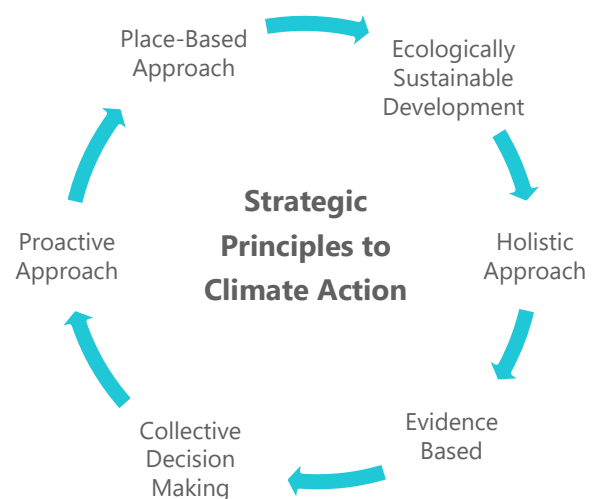 Place-Based
Approach
Ecologically
Sustainable
Development
Holistic
Approach
Evidence
Based
Collective
Decision
Making
Proactive
Approach
Strategic
Principles to
Climate Action